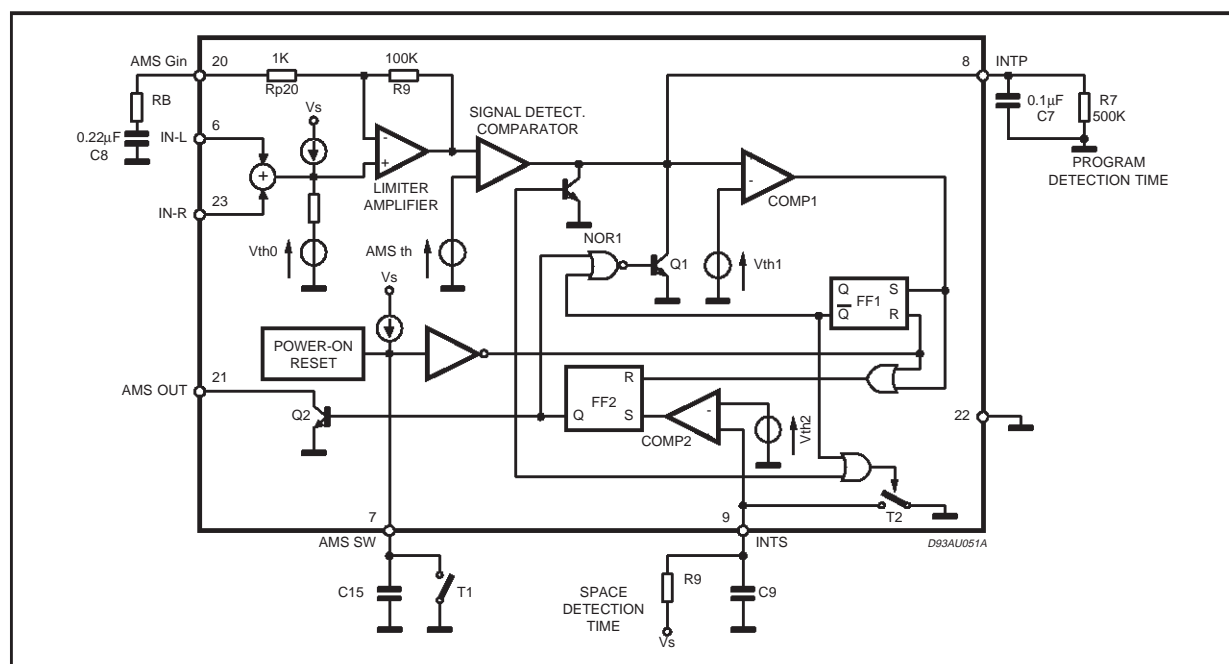 AMS Gin
20
1K
Rp20
100K
R9
8
INTP
RB
0.22μF
C8
6
IN-L
23
IN-R
Vs
-
+
+
LIMITER
AMPLIFIER
SIGNAL DETECT.
COMPARATOR
-
COMP1
0.1μF
C7
R7
500K
PROGRAM
DETECTION TIME
Vth0
AMS th
NOR1
Q1
Vth1
Vs
Q
S
Q
FF1
R
POWER-ON
RESET
AMS OUT
21
Q2
R
FF2
Q
S
-
COMP2
Vth2
22
T2
7
AMS SW
9
INTS
D93AU051A
C15
T1
SPACE
DETECTION
TIME
R9
C9
Vs